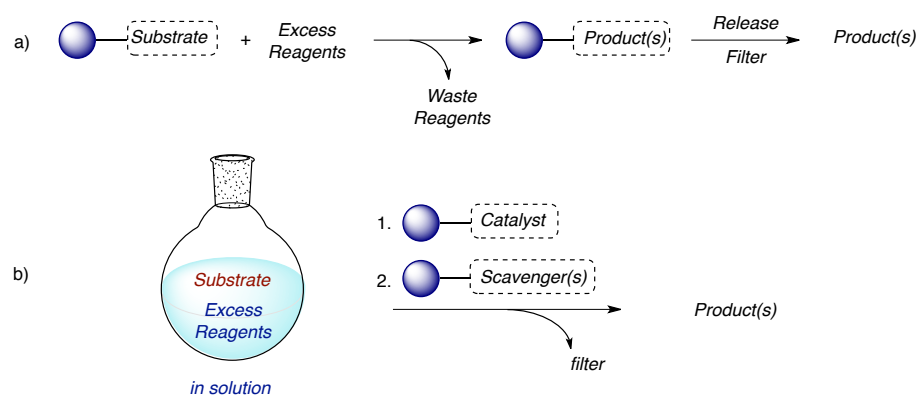 a)
Substrate
+
Excess
Reagents
Waste
Reagents
Product(s)
Release
Filter
Product(s)
b)
Substrate
Excess
Reagents
in solution
1.
Catalyst
2.
Scavenger(s)
filter
Product(s)